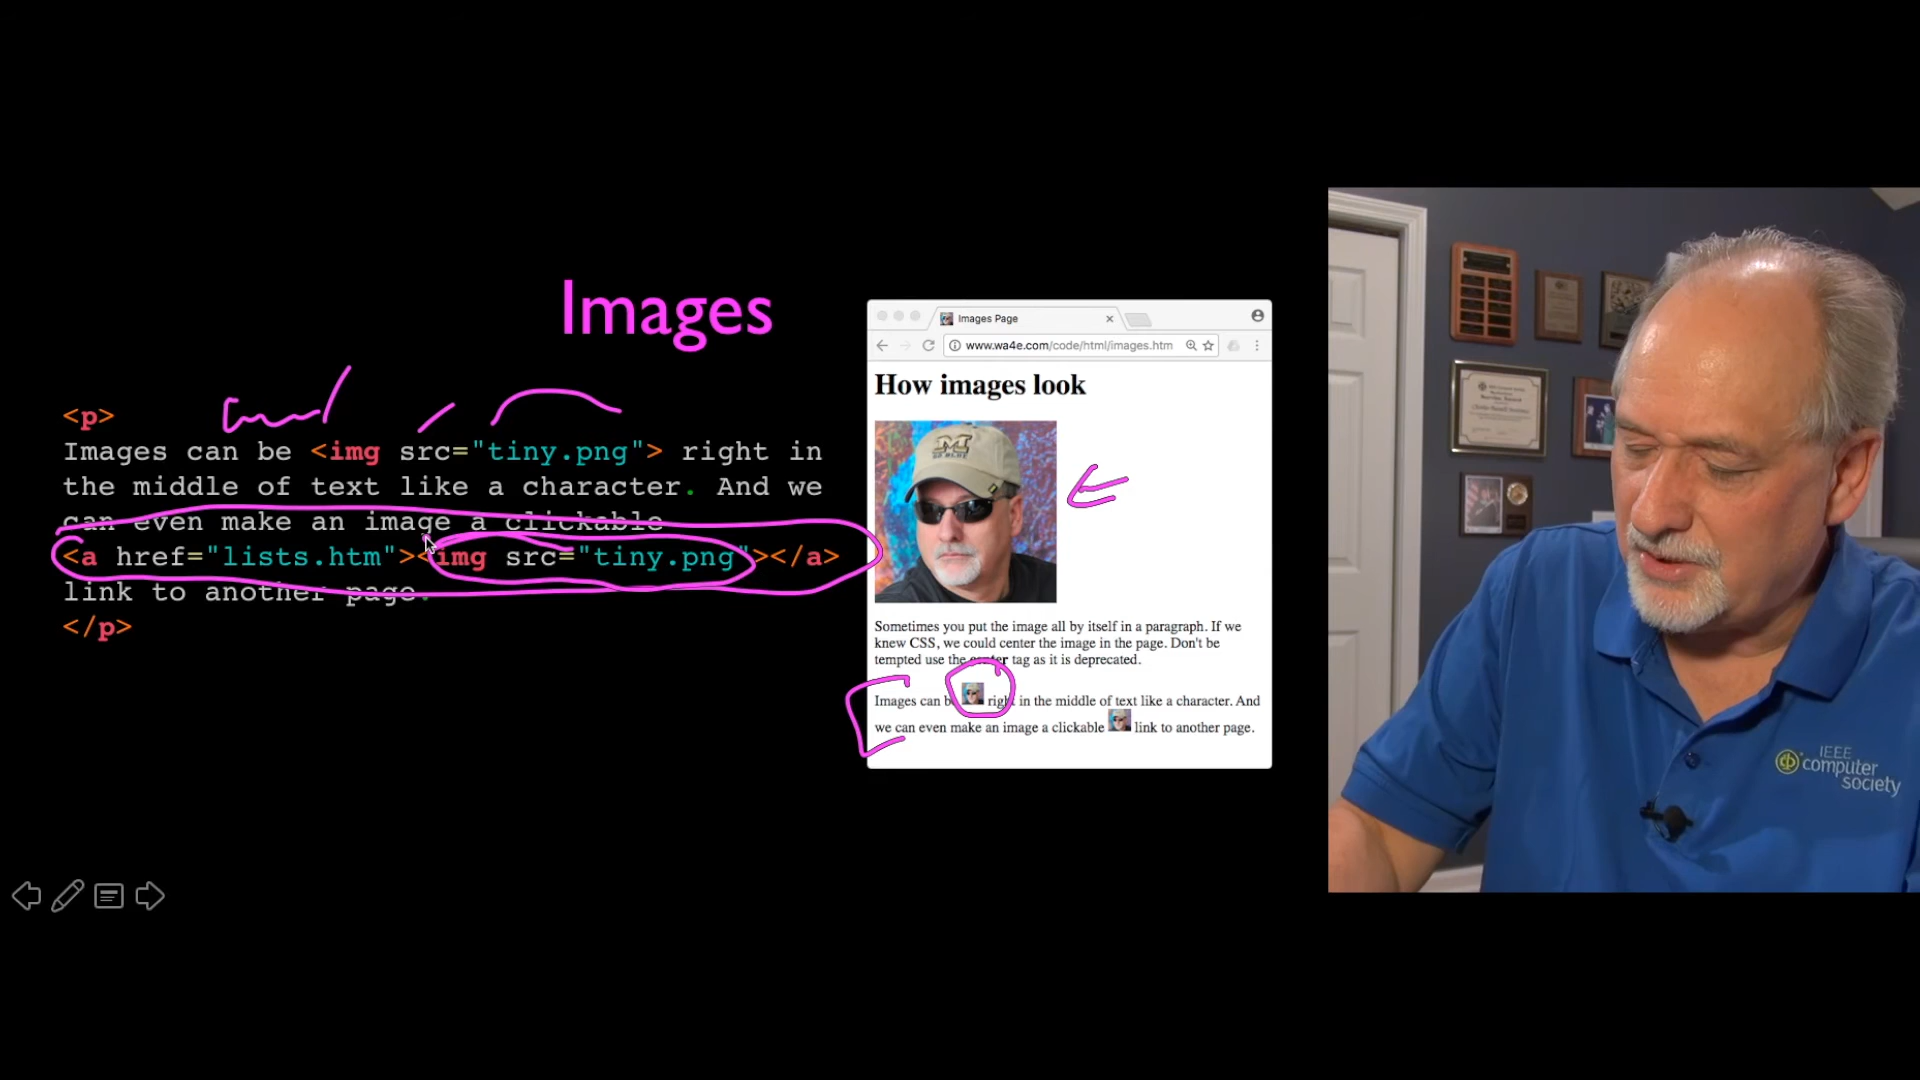 Images
<p>
Images can be <img src="tiny.png"> right in
the middle of text like a character. And we
can even make an image a clickable
<a href="lists.htm"><img src="tiny.png"></a>
link to another page.
</p>
Images Page
www.wa4e.com/code/html/images.htm
How images look
M
GO BLUE
Sometimes you put the image all by itself in a paragraph. If we
knew CSS, we could center the image in the page. Don't be
tempted use the center tag as it is deprecated.
Images can be right in the middle of text like a character. And
we can even make an image a clickable link to another page.
IEEE
computer
society